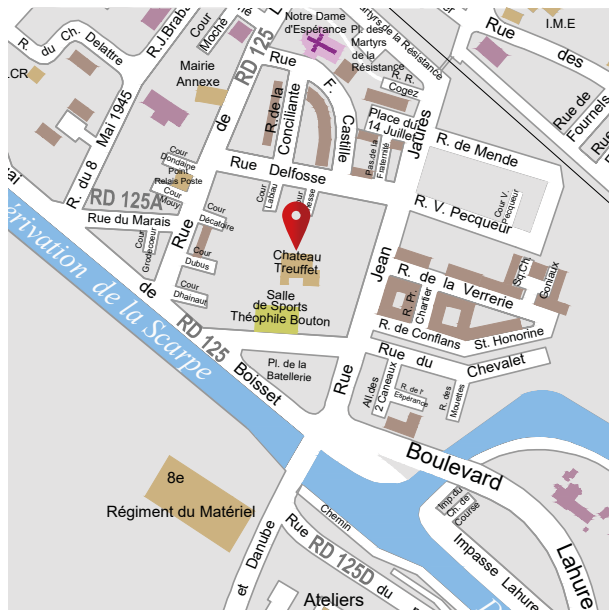 Notre Dame
d'Espérance
Pl. des
Martyrs
de la
Résistance
Martyrs de la Résistance
I.M.E
Rue des
Rue de
Fournels
R. du Ch. Delattre
R.J.Brab
Cour
Moché
RD 125
Mairie
Annexe
CR
R. du 8 Mai 1945
Rue F. Castille
R. de la
Conciliante
R. R.
Cogez
Place du
14 Juillet
Pas.de la
Fraternité
Jaurès
R. de Mende
Cour V.
Pecqueur
R. V. Pecqueur
de
Cour
Dondaine
Point
Relais Poste
Cour
Mouy
Rue Delfosse
Cour
Labiau
RD 125A
Rue du Marais
Cour
Grodecoeur
Rue
Cour
Décatoire
Cour
Dubus
Cour
Dhainaut
Chateau
Treuffet
Salle
de Sports
Théophile Bouton
Jean
R. de la Verrerie
Sq.Ch.
Goniaux
R. Pr.
Chartier
R. de Conflans
St. Honorine
Rue du Chevalet
Dérivation de la Scarpe
de
RD 125
Boisset
Pl. de la
Batellerie
Rue
All.des
2 Caneaux
R. de l'
Espérance
R. des
Mouettes
Boulevard
Lahure
8e
Régiment du Matériel
Imp.du
Ch. de
Course
Impasse Lahure
Chemin
Rue
RD 125D
du
et Danube
Ateliers